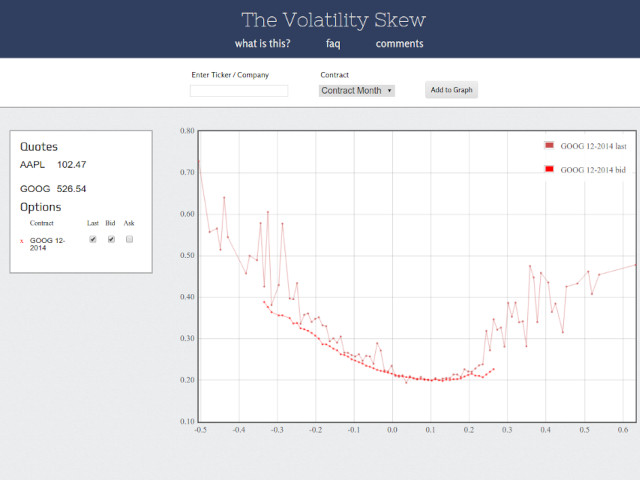 The Volatility Skew
what is this? faq comments
Enter Ticker / Company Contract
Contract Month Add to Graph
Quotes
AAPL 102.47
GOOG 526.54
Options
Contract Last Bid Ask
x GOOG 12-
2014
0.80
0.70
0.60
0.50
0.40
0.30
0.20
0.10
GOOG 12-2014 last
GOOG 12-2014 bid
-0.5 -0.4 -0.3 -0.2 -0.1 0.0 0.1 0.2 0.3 0.4 0.5 0.6